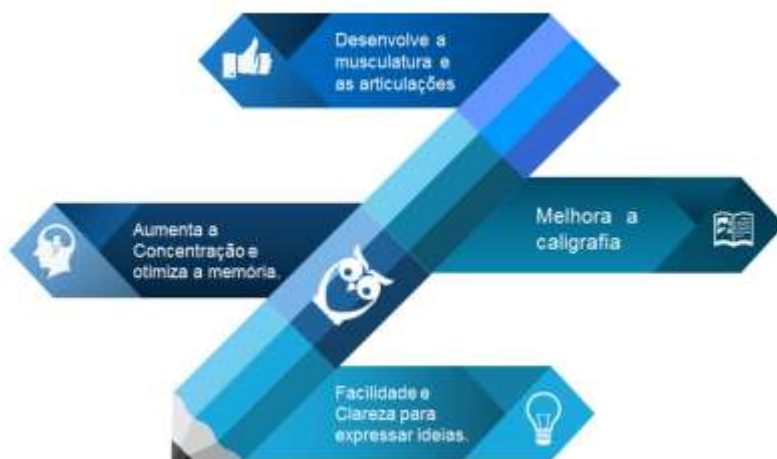 Desenvolve a
musculatura e
as articulações
Aumenta a
Concentração e
otimiza a memória.
Melhora a
caligrafia
Facilidade e
Clareza para
expressar ideias.